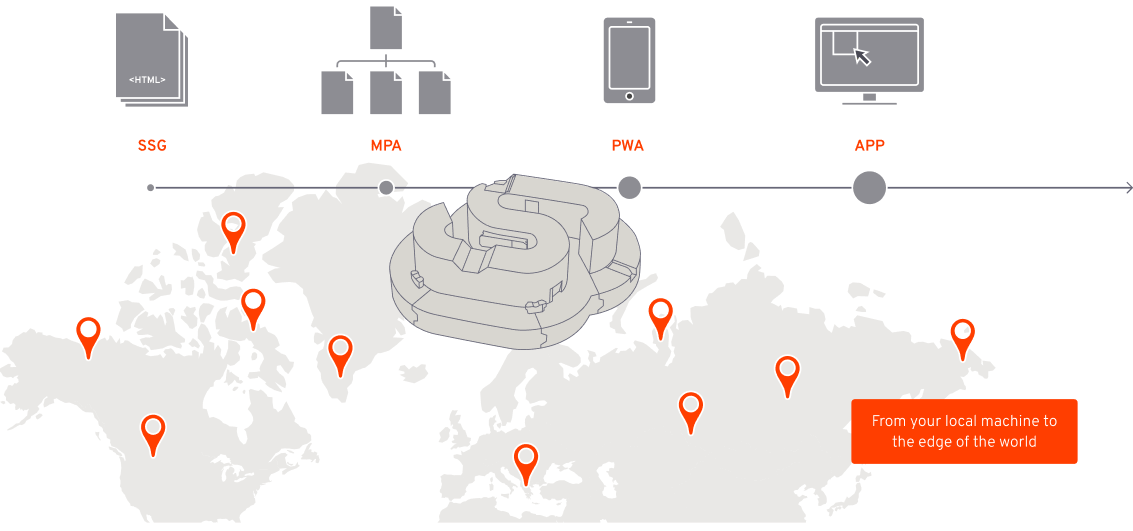 <HTML>
SSG
MPA
PWA
APP
From your local machine to
the edge of the world